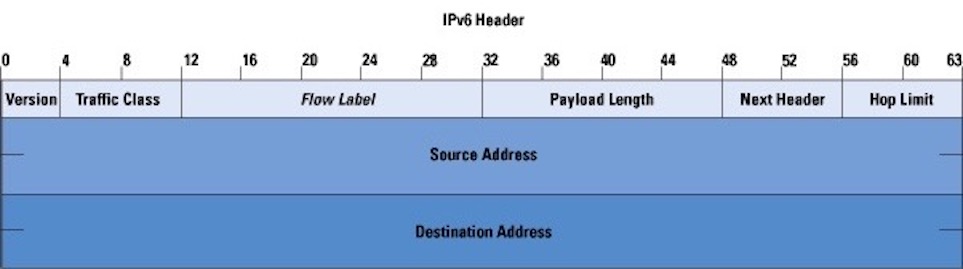 IPv6 Header
0 4 8 12 16 20 24 28 32 36 40 44 48 52 56 60 63
Version Traffic Class Flow Label Payload Length Next Header Hop Limit
Source Address
Destination Address